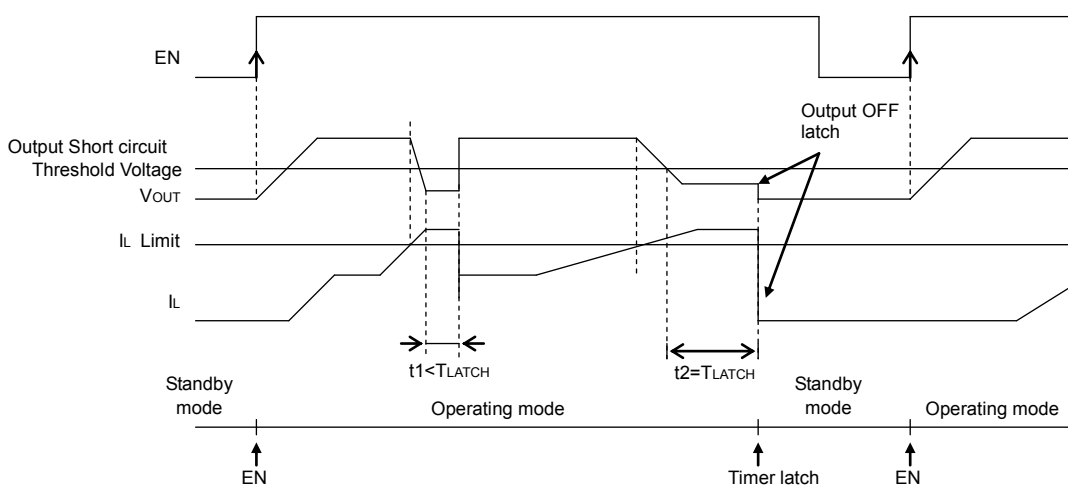 EN
Output OFF
latch
Output Short circuit
Threshold Voltage
VOUT
IL Limit
IL
t1<TLATCH
t2=TLATCH
Standby
mode
Operating mode
Standby
mode
Operating mode
EN
Timer latch
EN